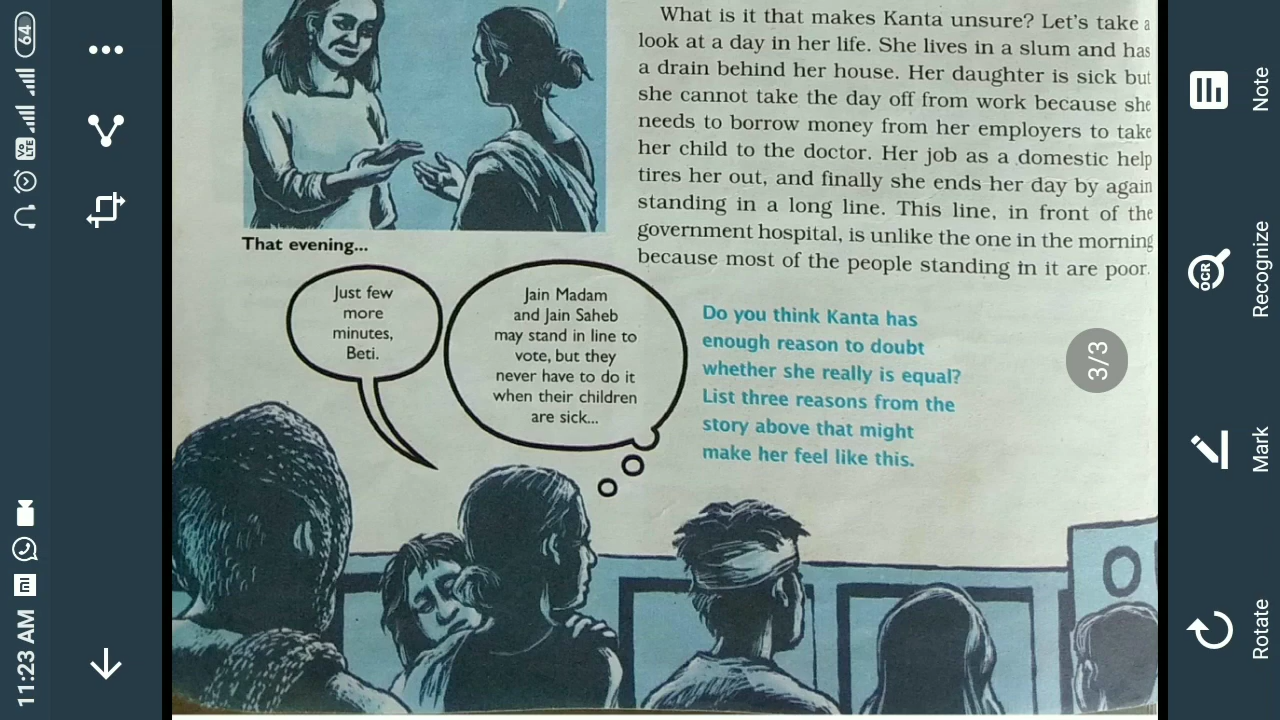 What is it that makes Kanta unsure? Let's take a
look at a day in her life. She lives in a slum and has
a drain behind her house. Her daughter is sick but
she cannot take the day off from work because she
needs to borrow money from her employers to take
her child to the doctor. Her job as a domestic help
tires her out, and finally she ends her day by again
standing in a long line. This line, in front of the
government hospital, is unlike the one in the morning
because most of the people standing in it are poor.
That evening...
Just few
more
minutes,
Beti.
Jain Madam
and Jain Saheb
may stand in line to
vote, but they
never have to do it
when their children
are sick...
Do you think Kanta has
enough reason to doubt
whether she really is equal?
List three reasons from the
story above that might
make her feel like this.
O
3/3
64
Vo
LTE
11:23 AM
Note
OCR
Recognize
Mark
Rotate